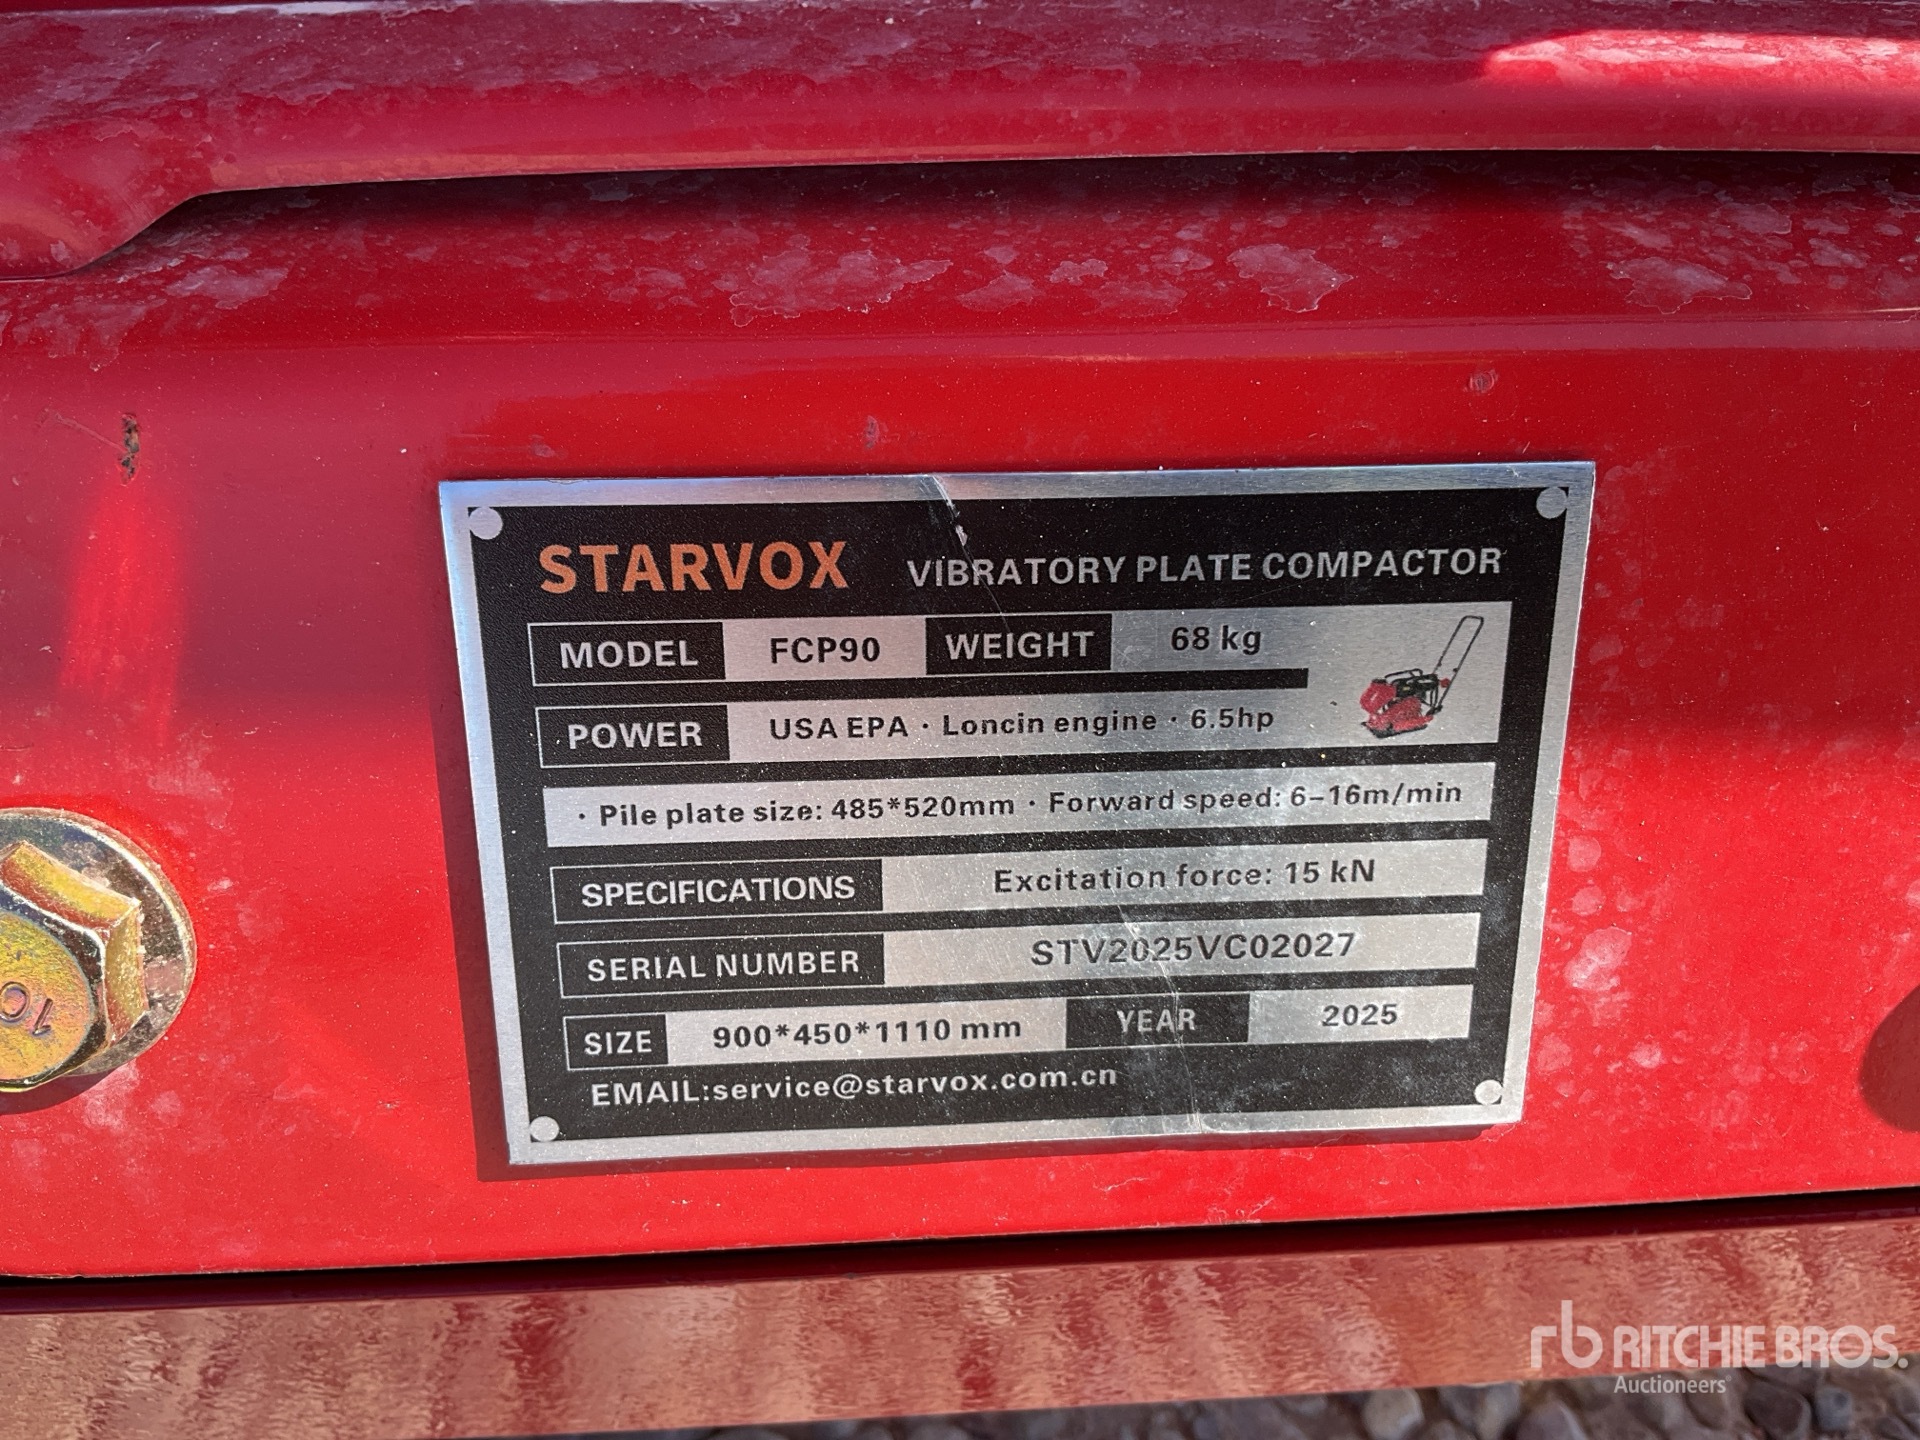 STARVOX VIBRATORY PLATE COMPACTOR
MODEL FCP90 WEIGHT 68 kg
POWER USA EPA · Loncin engine · 6.5hp
· Pile plate size: 485*520mm · Forward speed: 6-16m/min
SPECIFICATIONS Excitation force: 15 kN
SERIAL NUMBER STV2025VC02027
SIZE 900*450*1110 mm YEAR 2025
EMAIL:service@starvox.com.cn
10
rb RITCHIE BROS.
Auctioneers